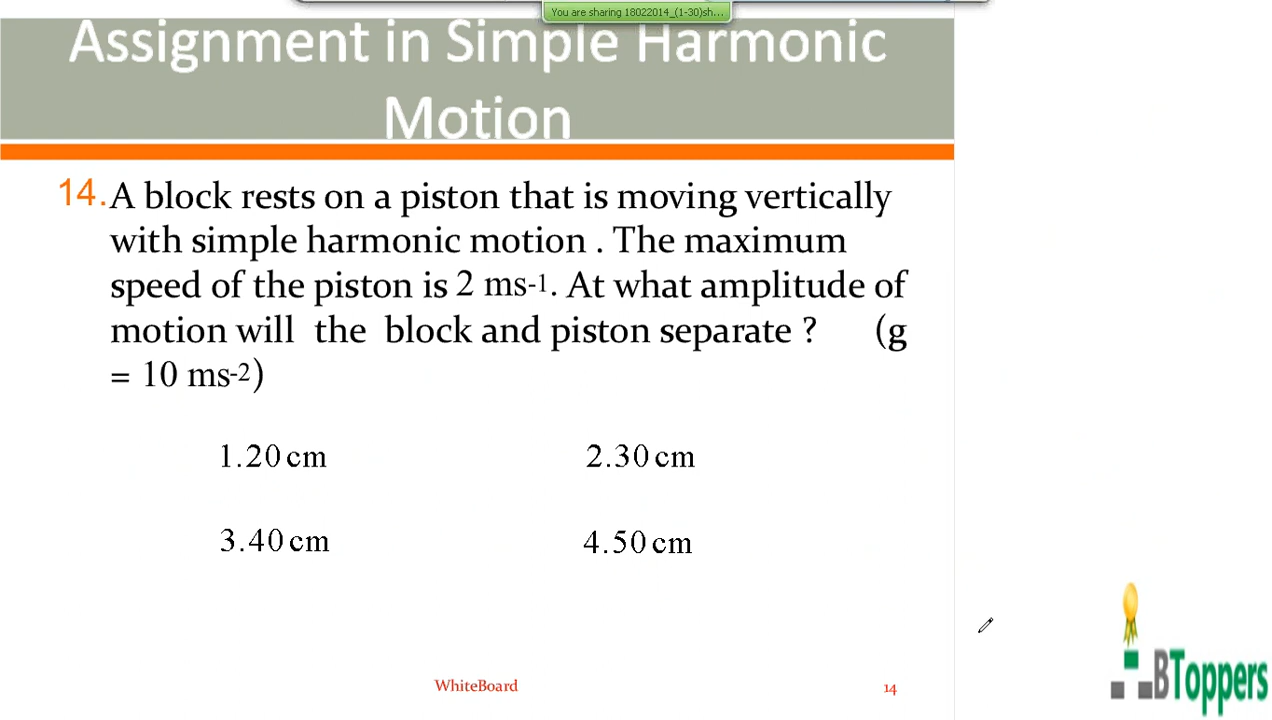 You are sharing 18022014_(1-30)sh...
Assignment in Simple Harmonic
Motion
14. A block rests on a piston that is moving vertically
with simple harmonic motion . The maximum
speed of the piston is 2 ms-1. At what amplitude of
motion will the block and piston separate ? (g
= 10 ms-2)
1.20 cm 2.30 cm
3.40 cm 4.50 cm
WhiteBoard 14
BToppers